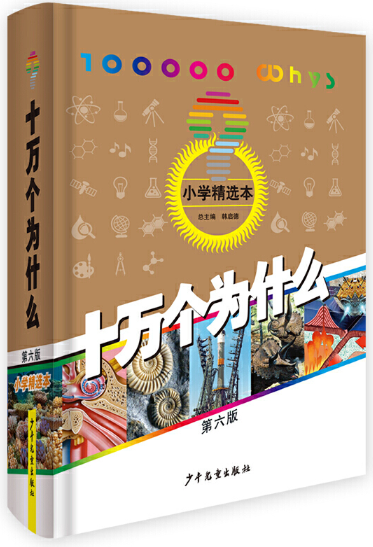 100000 whys
小学精选本
总主编 韩启德
十万个为什么
第六版
少年儿童出版社
十万个为什么
第六版
小学精选本
少年儿童出版社